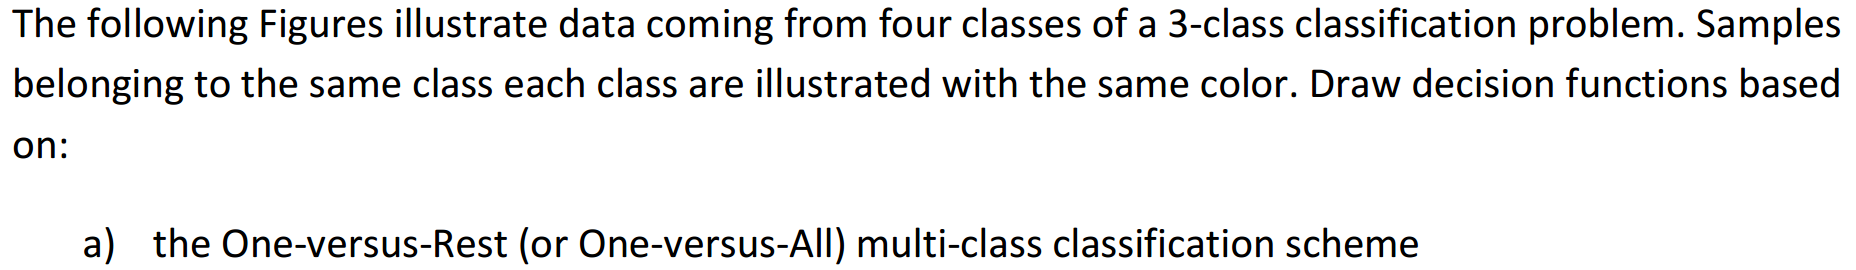 The following Figures illustrate data coming from four classes of a 3-class classification problem. Samples
belonging to the same class each class are illustrated with the same color. Draw decision functions based
on:
a) the One-versus-Rest (or One-versus-All) multi-class classification scheme